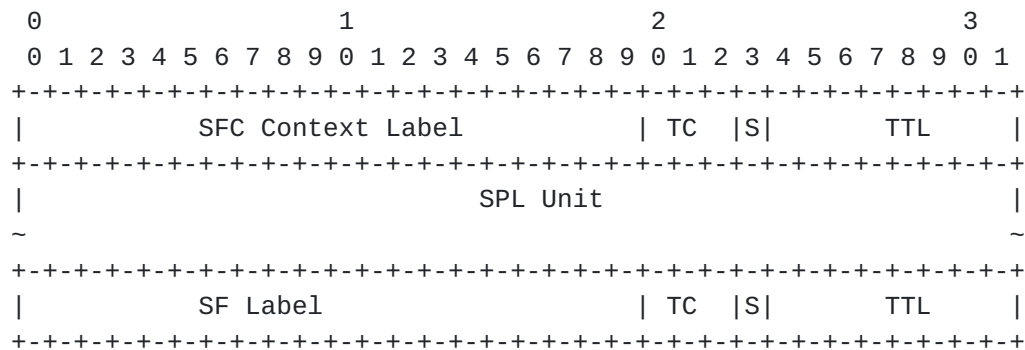 0                   1                   2                   3
 0 1 2 3 4 5 6 7 8 9 0 1 2 3 4 5 6 7 8 9 0 1 2 3 4 5 6 7 8 9 0 1
+-+-+-+-+-+-+-+-+-+-+-+-+-+-+-+-+-+-+-+-+-+-+-+-+-+-+-+-+-+-+-+-+
|           SFC Context Label           | TC  |S|       TTL     |
+-+-+-+-+-+-+-+-+-+-+-+-+-+-+-+-+-+-+-+-+-+-+-+-+-+-+-+-+-+-+-+-+
|                             SPL Unit                          |
~                                                               ~
+-+-+-+-+-+-+-+-+-+-+-+-+-+-+-+-+-+-+-+-+-+-+-+-+-+-+-+-+-+-+-+-+
|           SF Label                    | TC  |S|       TTL     |
+-+-+-+-+-+-+-+-+-+-+-+-+-+-+-+-+-+-+-+-+-+-+-+-+-+-+-+-+-+-+-+-+